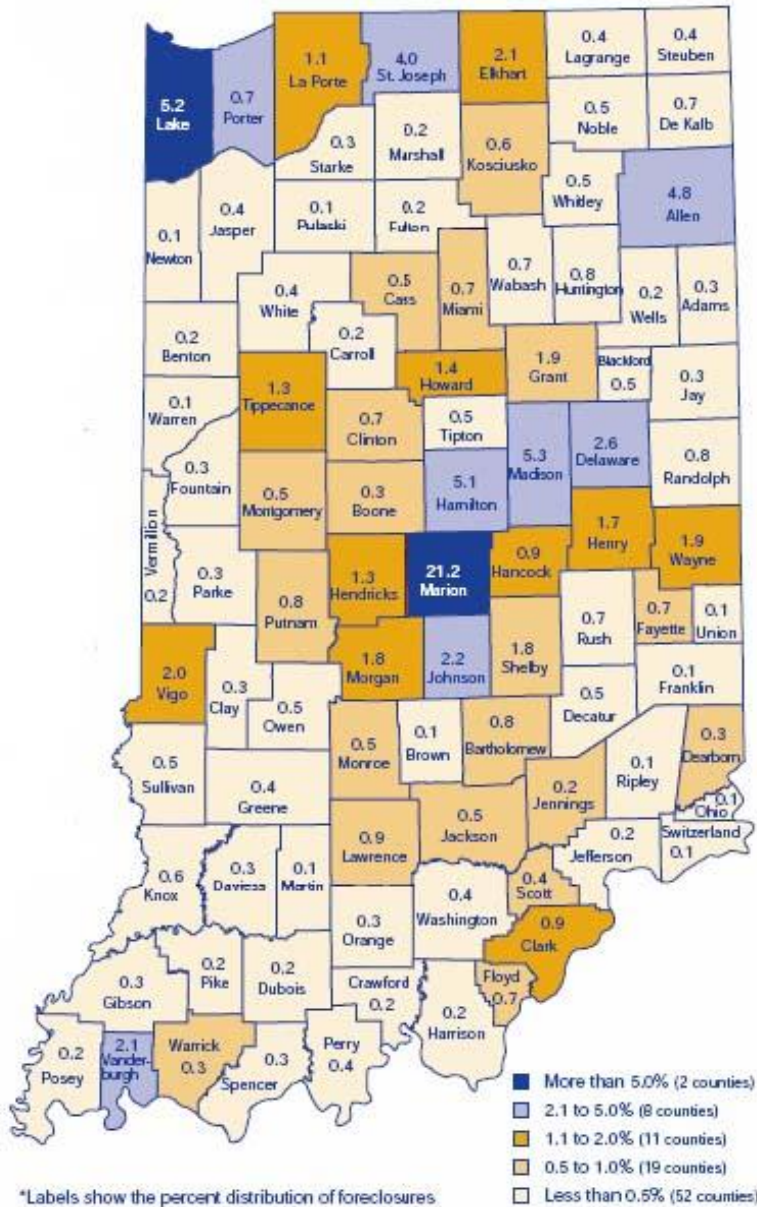 1.1
La Porte
4.0
St. Joseph
2.1
Elkhart
0.4
Lagrange
0.4
Steuben
5.2
Lake
0.7
Porter
0.3
Starke
0.2
Marshall
0.6
Kosciusko
0.5
Noble
0.7
De Kalb
0.5
Whitley
4.8
Allen
0.1
Newton
0.4
Jasper
0.1
Pulaski
0.2
Fulton
0.4
White
0.5
Cass
0.7
Miami
0.7
Wabash
0.8
Huntington
0.2
Wells
0.3
Adams
0.2
Benton
0.2
Carroll
1.4
Howard
1.9
Grant
Blackford
0.5
0.3
Jay
0.1
Warren
1.3
Tippecanoe
0.7
Clinton
0.5
Tipton
5.3
Madison
2.6
Delaware
0.8
Randolph
0.3
Fountain
0.5
Montgomery
0.3
Boone
5.1
Hamilton
Vermillion
0.2
0.3
Parke
0.8
Putnam
1.3
Hendricks
21.2
Marion
0.9
Hancock
1.7
Henry
1.9
Wayne
0.7
Rush
0.7
Fayette
0.1
Union
2.0
Vigo
0.3
Clay
0.5
Owen
1.8
Morgan
2.2
Johnson
1.8
Shelby
0.5
Decatur
0.1
Franklin
0.5
Sullivan
0.4
Greene
0.5
Monroe
0.1
Brown
0.8
Bartholomew
0.2
Jennings
0.1
Ripley
0.3
Dearborn
0.1
Ohio
Switzerland
0.1
0.6
Knox
0.3
Daviess
0.1
Martin
0.9
Lawrence
0.5
Jackson
0.2
Jefferson
0.4
Scott
0.3
Orange
0.4
Washington
0.9
Clark
Floyd
0.7
0.3
Gibson
0.2
Pike
0.2
Dubois
Crawford
0.2
0.2
Harrison
0.2
Posey
2.1
Vander-
burgh
Warrick
0.3
0.3
Spencer
Perry
0.4
More than 5.0% (2 counties)
2.1 to 5.0% (8 counties)
1.1 to 2.0% (11 counties)
0.5 to 1.0% (19 counties)
Less than 0.5% (52 counties)
*Labels show the percent distribution of foreclosures